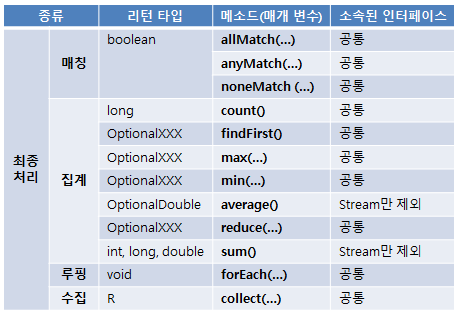 종류 리턴 타입 메소드(매개 변수) 소속된 인터페이스
최종
처리
매칭
boolean allMatch(...) 공통
anyMatch(...) 공통
noneMatch (...) 공통
집계
long count() 공통
OptionalXXX findFirst() 공통
OptionalXXX max(...) 공통
OptionalXXX min(...) 공통
OptionalDouble average() Stream만 제외
OptionalXXX reduce(...) 공통
int, long, double sum() Stream만 제외
루핑 void forEach(...) 공통
수집 R collect(...) 공통